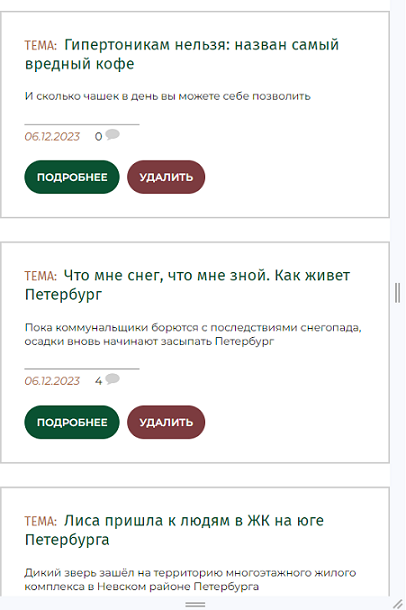 ТЕМА: Гипертоникам нельзя: назван самый
вредный кофе
И сколько чашек в день вы можете себе позволить
06.12.2023 0
ПОДРОБНЕЕ УДАЛИТЬ
ТЕМА: Что мне снег, что мне зной. Как живет
Петербург
Пока коммунальщики борются с последствиями снегопада,
осадки вновь начинают засыпать Петербург
06.12.2023 4
ПОДРОБНЕЕ УДАЛИТЬ
ТЕМА: Лиса пришла к людям в ЖК на юге
Петербурга
Дикий зверь зашёл на территорию многоэтажного жилого
комплекса в Невском районе Петербурга